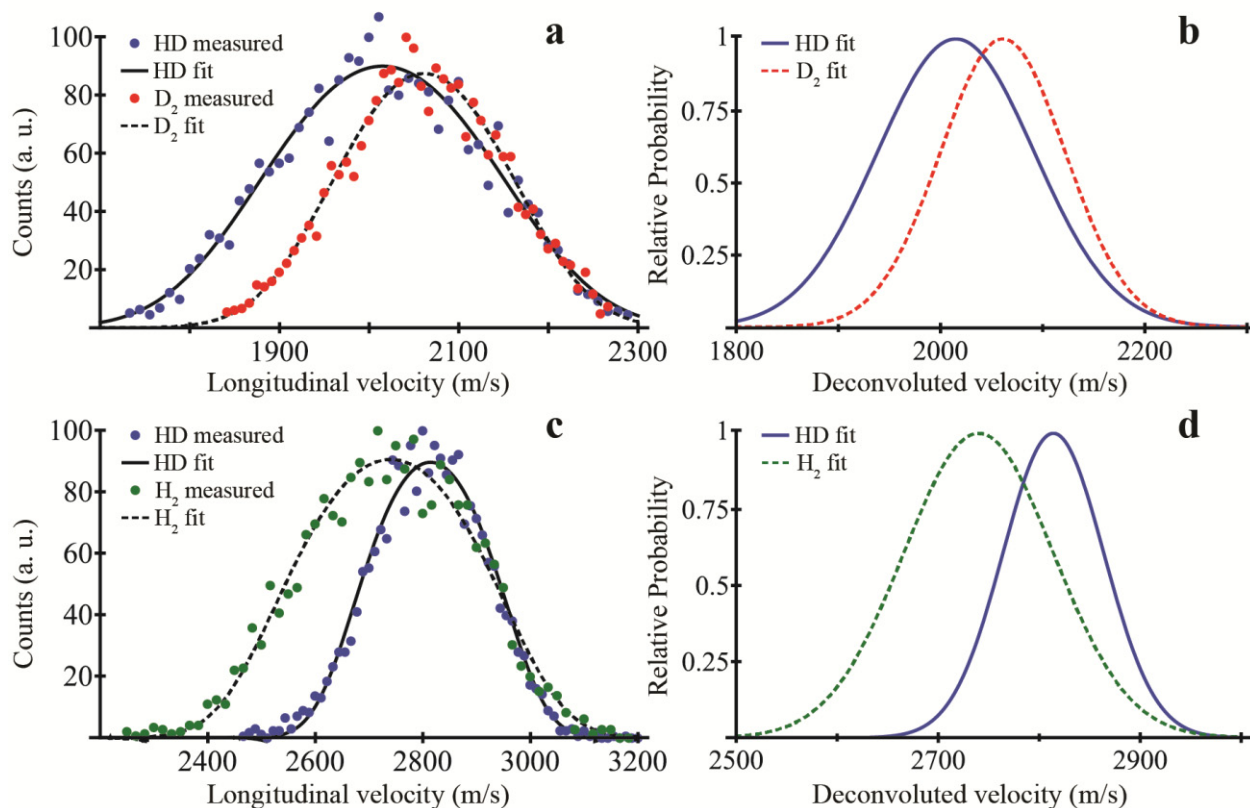 a
HD measured
HD fit
D2 measured
D2 fit
100
80
60
40
20
Counts (a. u.)
1900
2100
2300
Longitudinal velocity (m/s)
b
HD fit
D2 fit
1
0.75
0.5
0.25
Relative Probability
1800
2000
2200
Deconvoluted velocity (m/s)
c
HD measured
HD fit
H2 measured
H2 fit
100
80
60
40
20
Counts (a. u.)
2400
2600
2800
3000
3200
Longitudinal velocity (m/s)
d
HD fit
H2 fit
1
0.75
0.5
0.25
Relative Probability
2500
2700
2900
Deconvoluted velocity (m/s)